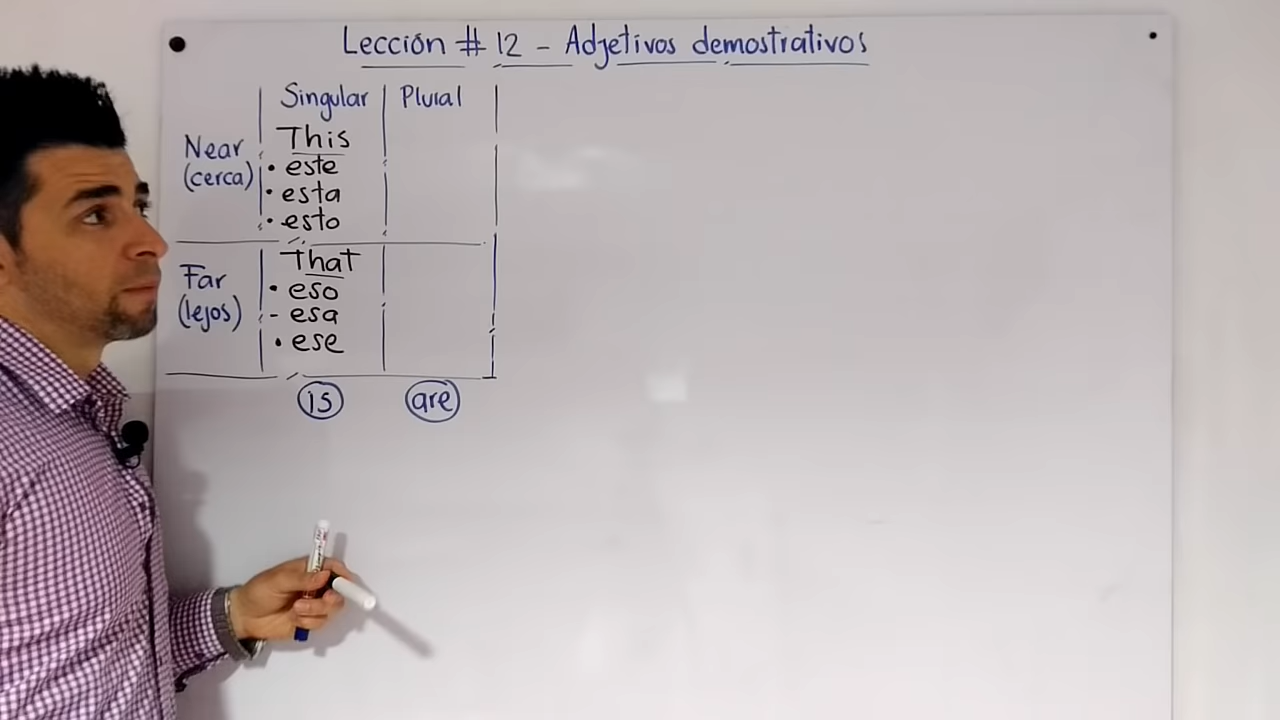 Lección # 12 - Adjetivos demostrativos
Singular Plural
Near
(cerca)
This
• este
• esta
• esto
Far
(lejos)
That
• eso
- esa
• ese
is are